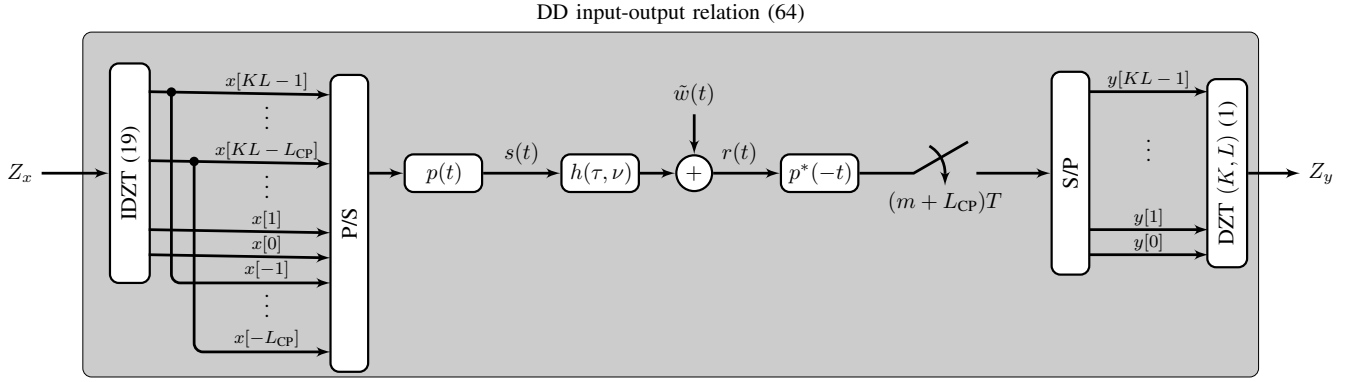 DD input-output relation (64)
Z_x
IDZT (19)
x[KL − 1]
⋮
x[KL − L_CP]
⋮
x[1]
x[0]
x[−1]
⋮
x[−L_CP]
P/S
p(t)
s(t)
h(τ, ν)
w̃(t)
+
r(t)
p*(−t)
(m + L_CP)T
S/P
y[KL − 1]
⋮
y[1]
y[0]
DZT (K, L) (1)
Z_y